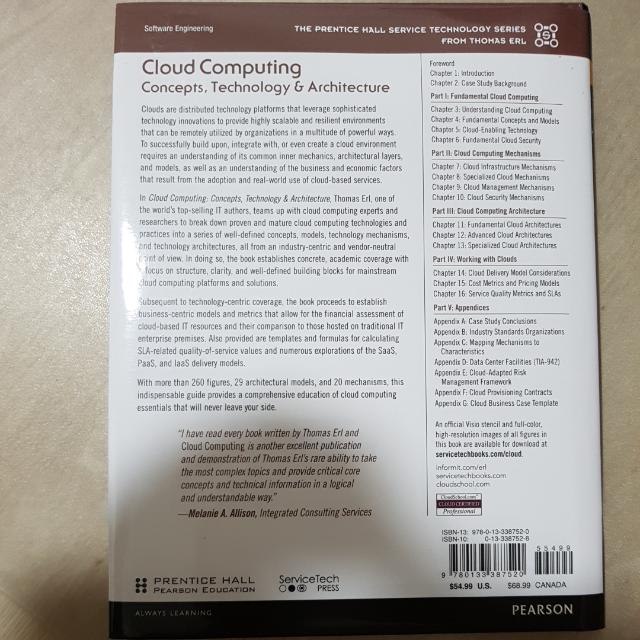 Software Engineering
THE PRENTICE HALL SERVICE TECHNOLOGY SERIES
FROM THOMAS ERL
Cloud Computing
Concepts, Technology & Architecture
Clouds are distributed technology platforms that leverage sophisticated
technology innovations to provide highly scalable and resilient environments
that can be remotely utilized by organizations in a multitude of powerful ways.
To successfully build upon, integrate with, or even create a cloud environment
requires an understanding of its common inner mechanics, architectural layers,
and models, as well as an understanding of the business and economic factors
that result from the adoption and real-world use of cloud-based services.
In Cloud Computing: Concepts, Technology & Architecture, Thomas Erl, one of
the world's top-selling IT authors, teams up with cloud computing experts and
researchers to break down proven and mature cloud computing technologies and
practices into a series of well-defined concepts, models, technology mechanisms,
and technology architectures, all from an industry-centric and vendor-neutral
point of view. In doing so, the book establishes concrete, academic coverage with
a focus on structure, clarity, and well-defined building blocks for mainstream
cloud computing platforms and solutions.
Subsequent to technology-centric coverage, the book proceeds to establish
business-centric models and metrics that allow for the financial assessment of
cloud-based IT resources and their comparison to those hosted on traditional IT
enterprise premises. Also provided are templates and formulas for calculating
SLA-related quality-of-service values and numerous explorations of the SaaS,
PaaS, and IaaS delivery models.
With more than 260 figures, 29 architectural models, and 20 mechanisms, this
indispensable guide provides a comprehensive education of cloud computing
essentials that will never leave your side.
"I have read every book written by Thomas Erl and
Cloud Computing is another excellent publication
and demonstration of Thomas Erl's rare ability to take
the most complex topics and provide critical core
concepts and technical information in a logical
and understandable way."
—Melanie A. Allison, Integrated Consulting Services
Foreword
Chapter 1: Introduction
Chapter 2: Case Study Background
Part I: Fundamental Cloud Computing
Chapter 3: Understanding Cloud Computing
Chapter 4: Fundamental Concepts and Models
Chapter 5: Cloud-Enabling Technology
Chapter 6: Fundamental Cloud Security
Part II: Cloud Computing Mechanisms
Chapter 7: Cloud Infrastructure Mechanisms
Chapter 8: Specialized Cloud Mechanisms
Chapter 9: Cloud Management Mechanisms
Chapter 10: Cloud Security Mechanisms
Part III: Cloud Computing Architecture
Chapter 11: Fundamental Cloud Architectures
Chapter 12: Advanced Cloud Architectures
Chapter 13: Specialized Cloud Architectures
Part IV: Working with Clouds
Chapter 14: Cloud Delivery Model Considerations
Chapter 15: Cost Metrics and Pricing Models
Chapter 16: Service Quality Metrics and SLAs
Part V: Appendices
Appendix A: Case Study Conclusions
Appendix B: Industry Standards Organizations
Appendix C: Mapping Mechanisms to
Characteristics
Appendix D: Data Center Facilities (TIA-942)
Appendix E: Cloud-Adapted Risk
Management Framework
Appendix F: Cloud Provisioning Contracts
Appendix G: Cloud Business Case Template
An official Visio stencil and full-color,
high-resolution images of all figures in
this book are available for download at
servicetechbooks.com/cloud.
informit.com/erl
servicetechbooks.com
cloudschool.com
CloudSchool.com
CLOUD CERTIFIED
Professional
ISBN-13: 978-0-13-338752-0
ISBN-10: 0-13-338752-6
55499
9 780133 387520
$54.99 U.S. $68.99 CANADA
PRENTICE HALL
PEARSON EDUCATION
ServiceTech
PRESS
ALWAYS LEARNING
PEARSON